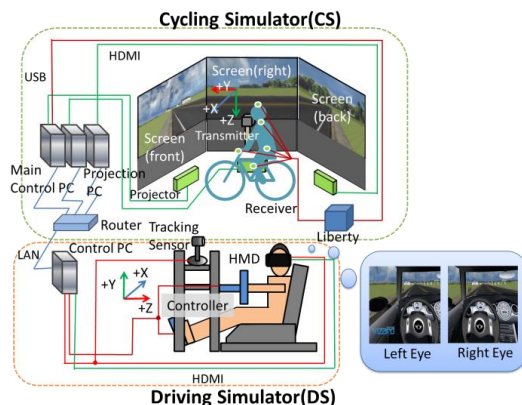 Cycling Simulator(CS)
HDMI
USB
Screen(right)
+Y
+X
+Z
Transmitter
Screen
(front)
Screen
(back)
Main
Control PC
Projection
PC
Projector
Receiver
Router
Liberty
LAN
Control PC
Tracking
Sensor
HMD
+Y
+X
+Z
Controller
Left Eye
Right Eye
HDMI
Driving Simulator(DS)